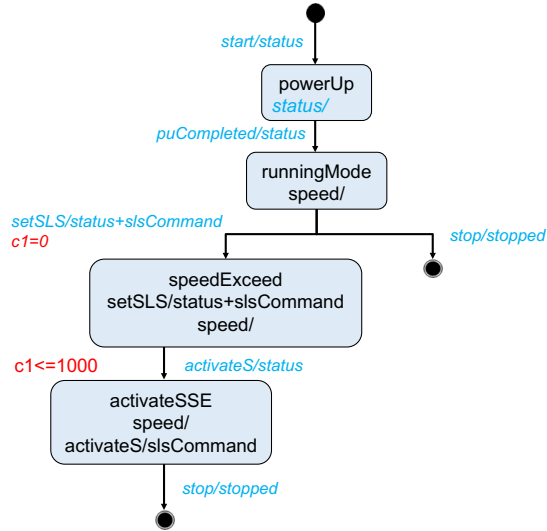 start/status
powerUp
status/
puCompleted/status
runningMode
speed/
setSLS/status+slsCommand
c1=0
stop/stopped
speedExceed
setSLS/status+slsCommand
speed/
c1<=1000
activateS/status
activateSSE
speed/
activateS/slsCommand
stop/stopped